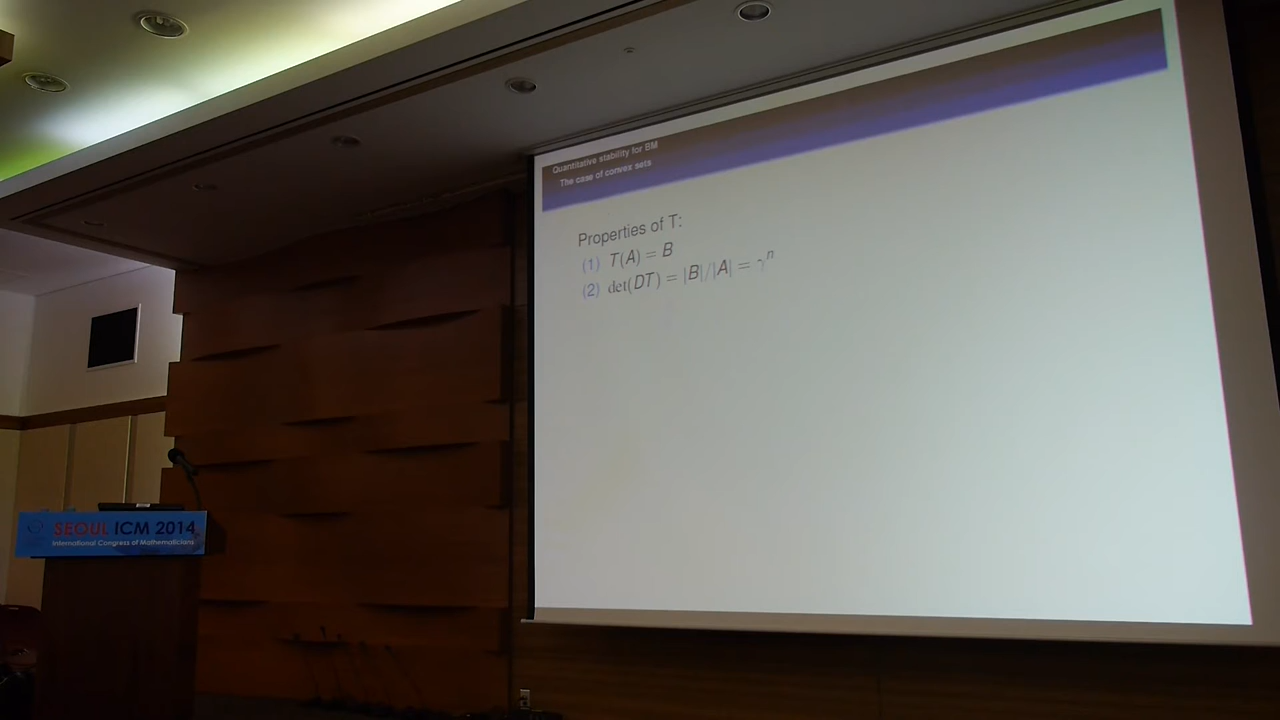 Quantitative stability for BM
The case of convex sets
Properties of T:
(1) T(A) = B
(2) det(DT) = |B|/|A| = γⁿ
SEOUL ICM 2014
International Congress of Mathematicians